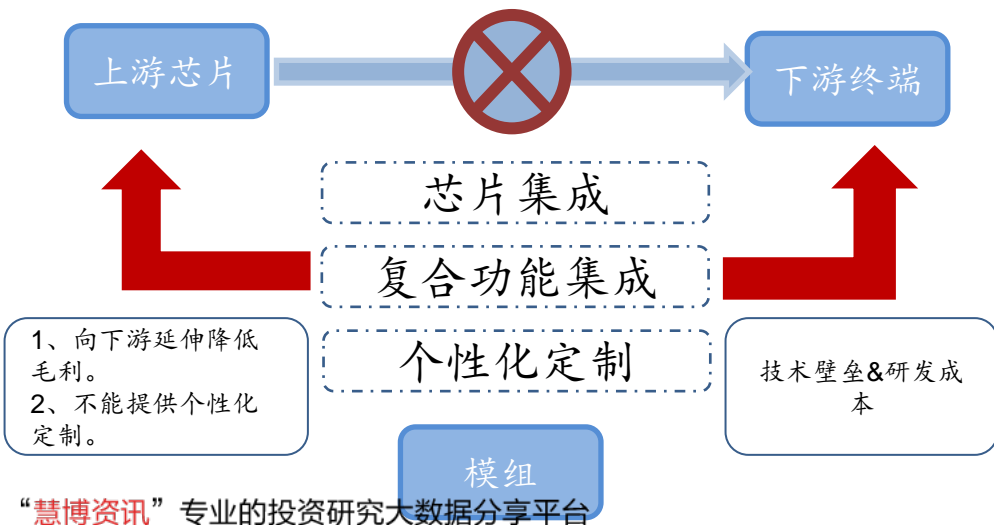 上游芯片
下游终端
芯片集成
复合功能集成
个性化定制
1、向下游延伸降低
毛利。
2、不能提供个性化
定制。
技术壁垒&研发成
本
模组
“慧博资讯”专业的投资研究大数据分享平台